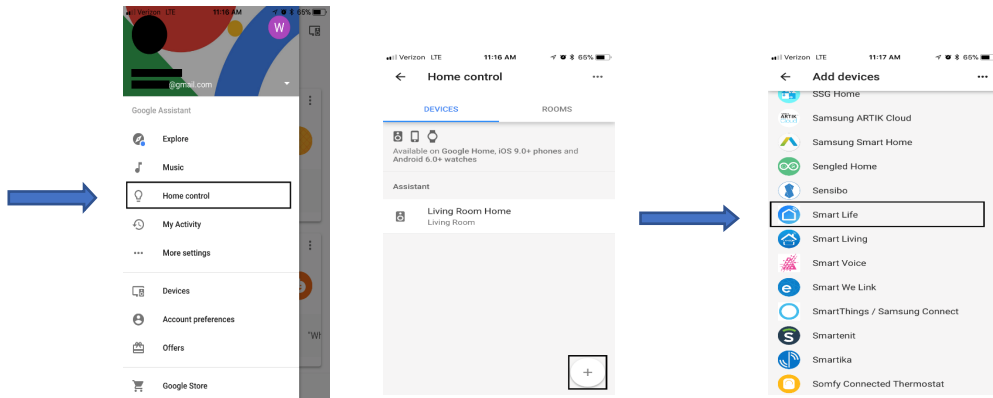 Verizon LTE 11:16 AM 65%
W
@gmail.com
Google Assistant
Explore
Music
Home control
My Activity
More settings
Devices
Account preferences
Offers
Google Store
"Wh
Verizon LTE 11:16 AM 66%
Home control
DEVICES ROOMS
Available on Google Home, iOS 9.0+ phones and
Android 6.0+ watches
Assistant
Living Room Home
Living Room
+
Verizon LTE 11:17 AM 66%
Add devices
SSG Home
ARTIK
Samsung ARTIK Cloud
Samsung Smart Home
Sengled Home
Sensibo
Smart Life
Smart Living
Smart Voice
e
Smart We Link
SmartThings / Samsung Connect
S
Smartenit
Smartika
Somfy Connected Thermostat